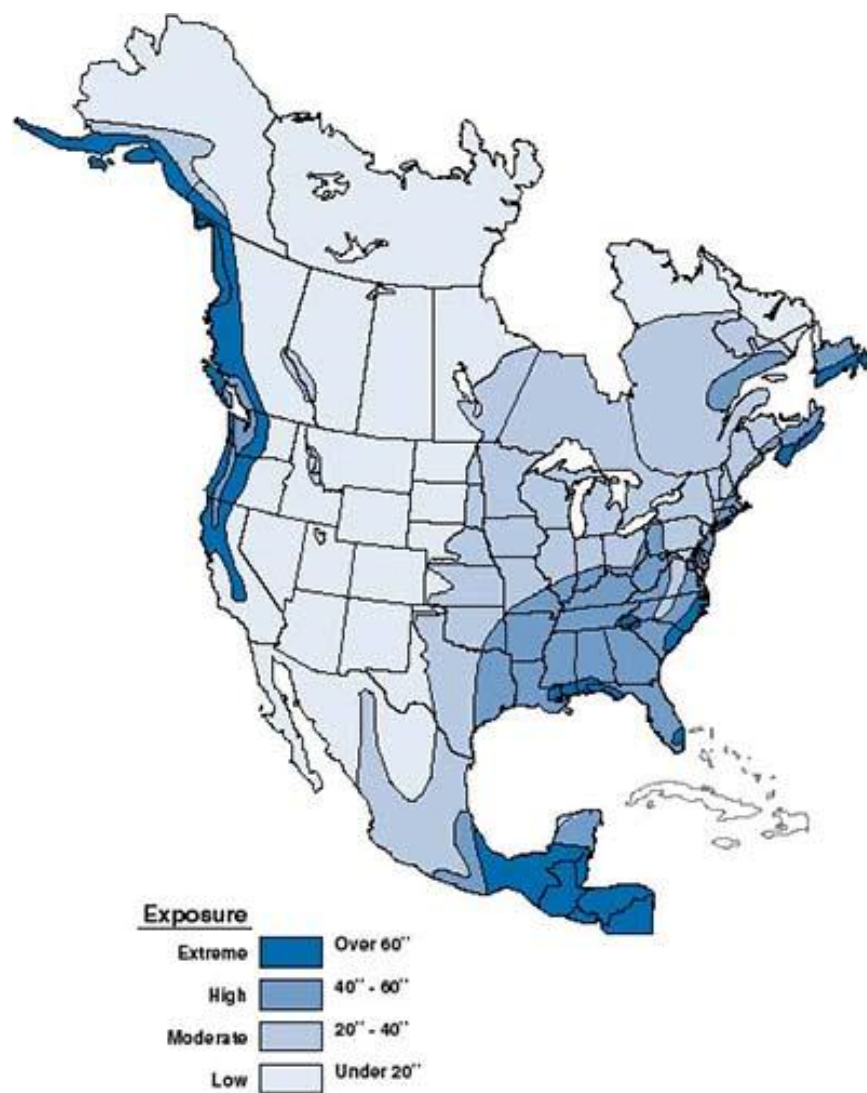 Exposure
Extreme Over 60"
High 40" - 60"
Moderate 20" - 40"
Low Under 20"